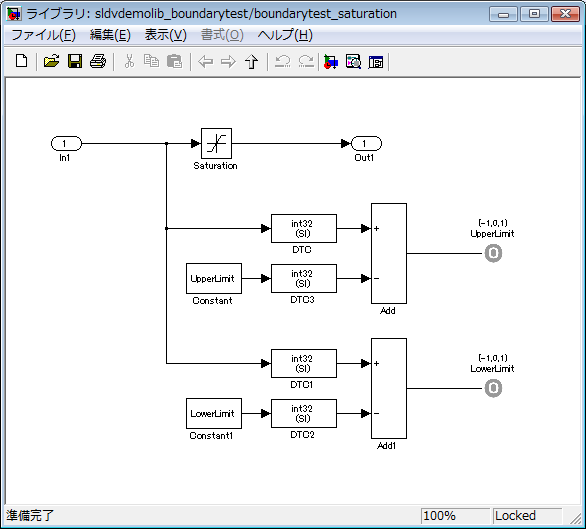 ライブラリ: sldvdemolib_boundarytest/boundarytest_saturation
ファイル(F) 編集(E) 表示(V) 書式(O) ヘルプ(H)
1
In1
Saturation
1
Out1
int32
(SI)
DTC
UpperLimit
Constant
int32
(SI)
DTC3
+
−
Add
{-1,0,1}
UpperLimit
O
int32
(SI)
DTC1
LowerLimit
Constant1
int32
(SI)
DTC2
+
−
Add1
{-1,0,1}
LowerLimit
O
準備完了 100% Locked